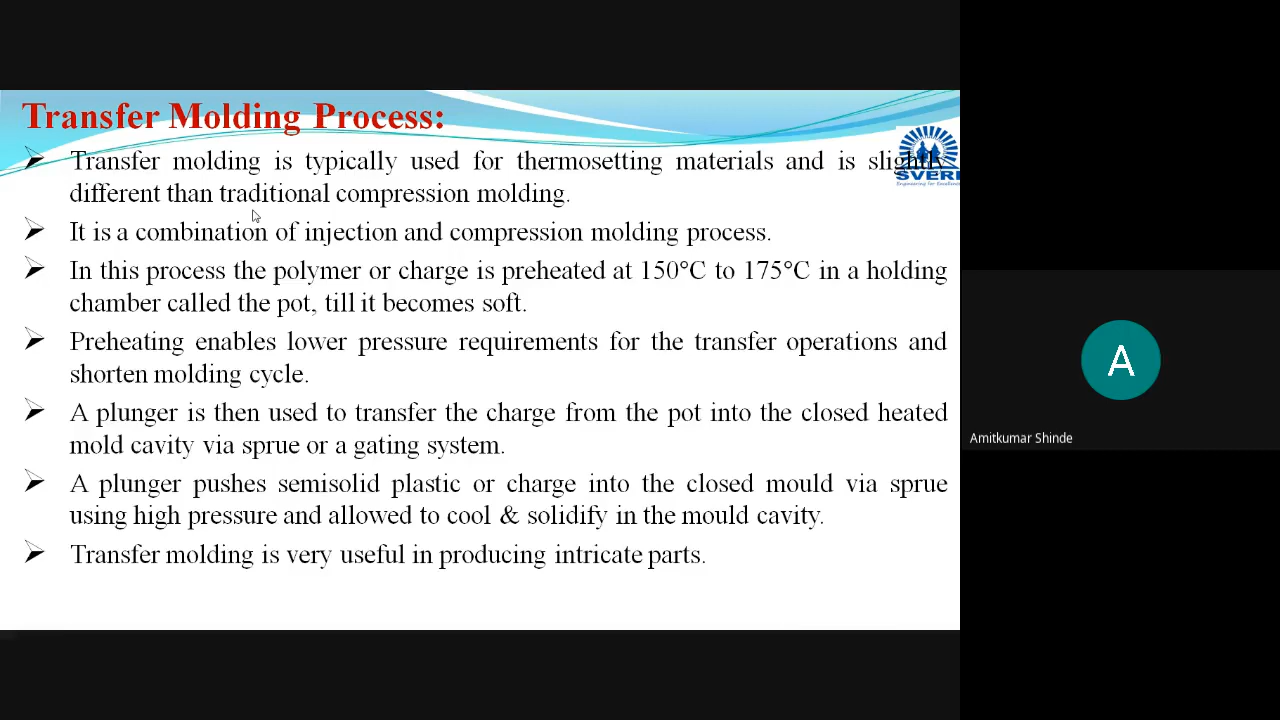 Transfer Molding Process:
➢ Transfer molding is typically used for thermosetting materials and is slightly
different than traditional compression molding.
➢ It is a combination of injection and compression molding process.
➢ In this process the polymer or charge is preheated at 150°C to 175°C in a holding
chamber called the pot, till it becomes soft.
➢ Preheating enables lower pressure requirements for the transfer operations and
shorten molding cycle.
➢ A plunger is then used to transfer the charge from the pot into the closed heated
mold cavity via sprue or a gating system.
➢ A plunger pushes semisolid plastic or charge into the closed mould via sprue
using high pressure and allowed to cool & solidify in the mould cavity.
➢ Transfer molding is very useful in producing intricate parts.
SVERI
Engineering for Excellence
A
Amitkumar Shinde